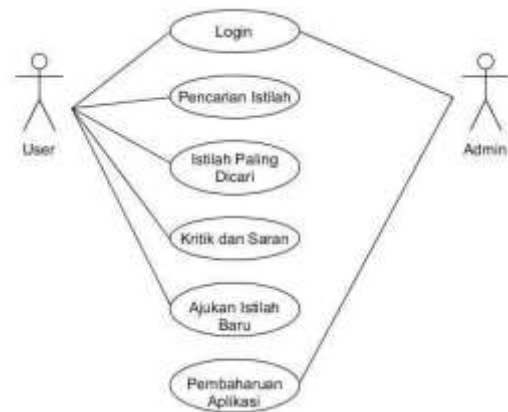 Login
Pencarian Istilah
User
Admin
Istilah Paling
Dicari
Kritik dan Saran
Ajukan Istilah
Baru
Pembaharuan
Aplikasi